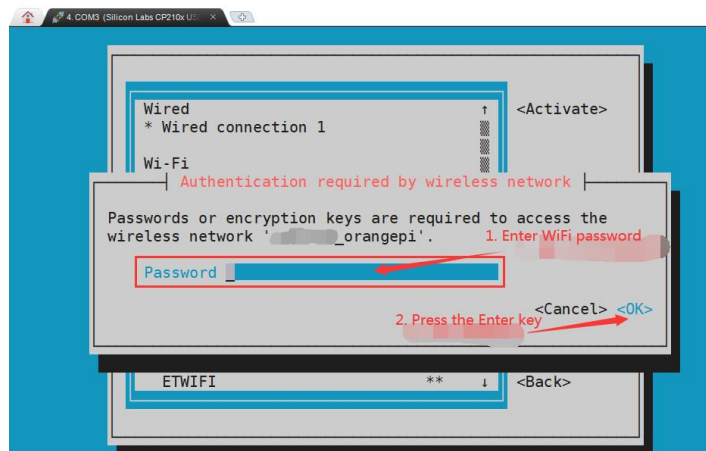 4. COM3 (Silicon Labs CP210x US
Wired
↑ <Activate>
* Wired connection 1
Wi-Fi
Authentication required by wireless network
Passwords or encryption keys are required to access the
wireless network ' _orangepi'.
1. Enter WiFi password
Password _
<Cancel> <OK>
2. Press the Enter key
ETWIFI ** ↓ <Back>